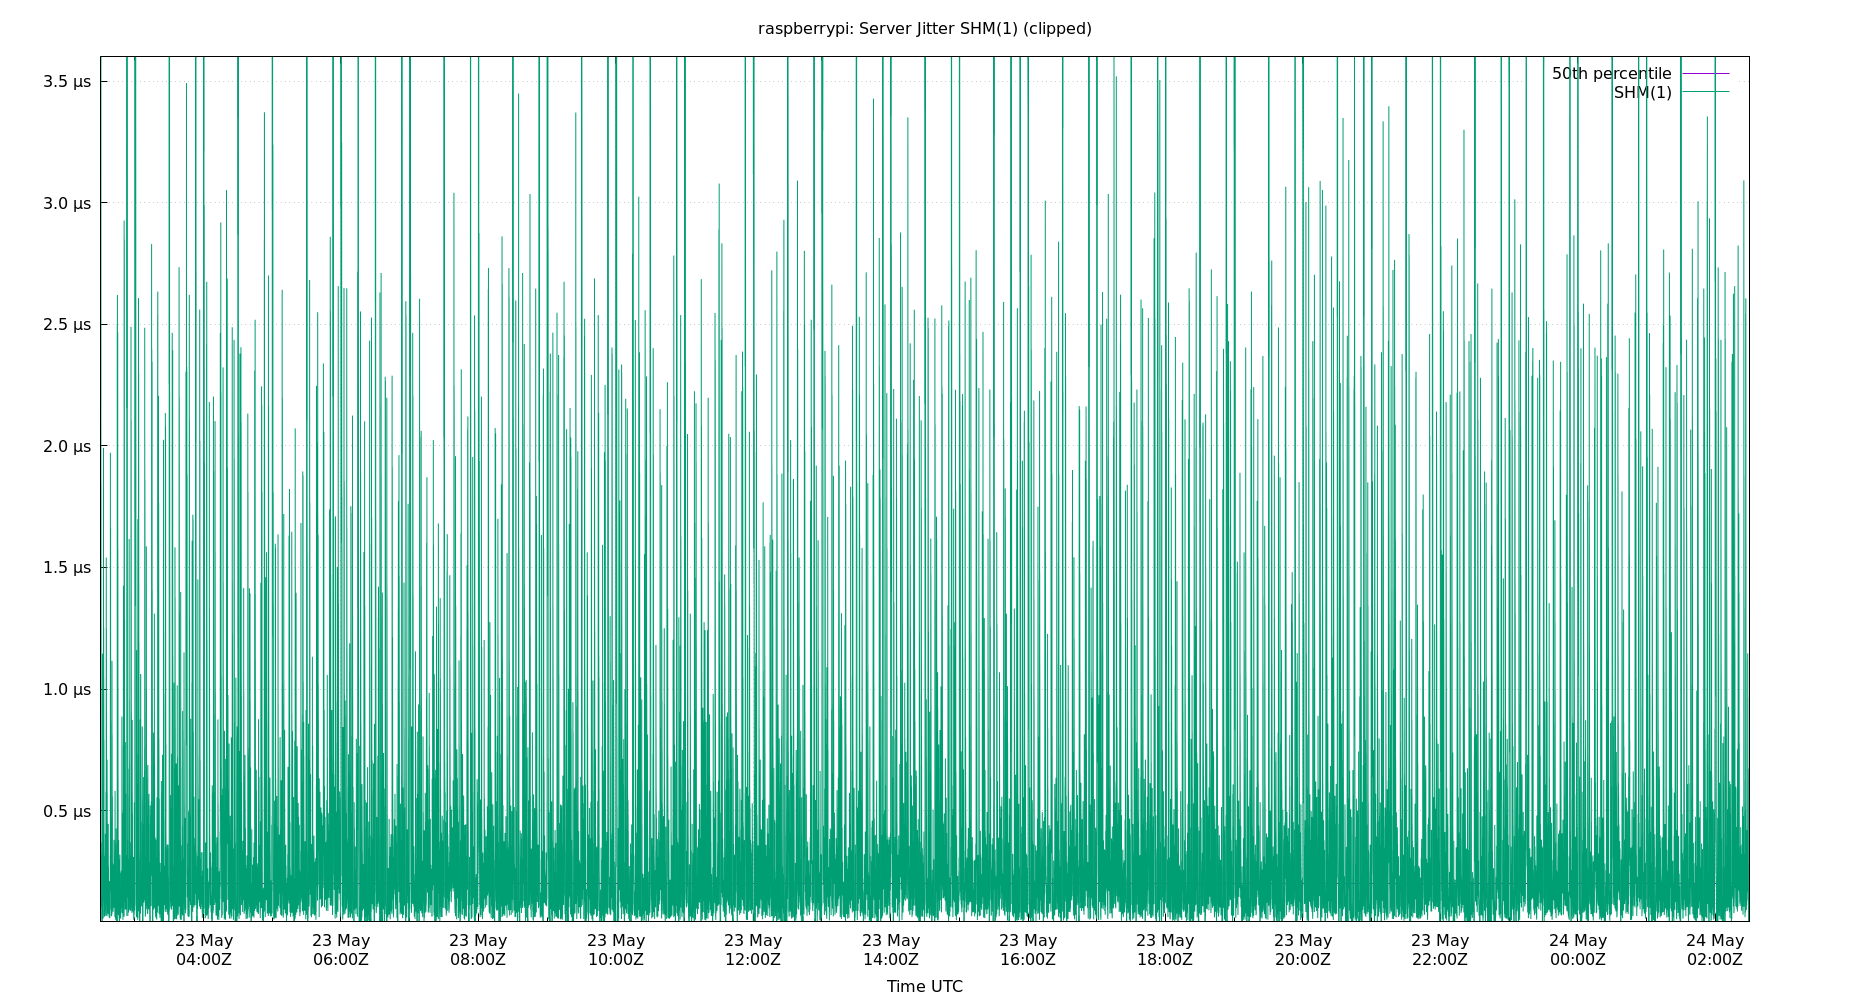 raspberrypi: Server Jitter SHM(1) (clipped)
3.5 µs
3.0 µs
2.5 µs
2.0 µs
1.5 µs
1.0 µs
0.5 µs
50th percentile
SHM(1)
23 May 23 May 23 May 23 May 23 May 23 May 23 May 23 May 23 May 23 May 24 May 24 May
04:00Z 06:00Z 08:00Z 10:00Z 12:00Z 14:00Z 16:00Z 18:00Z 20:00Z 22:00Z 00:00Z 02:00Z
Time UTC